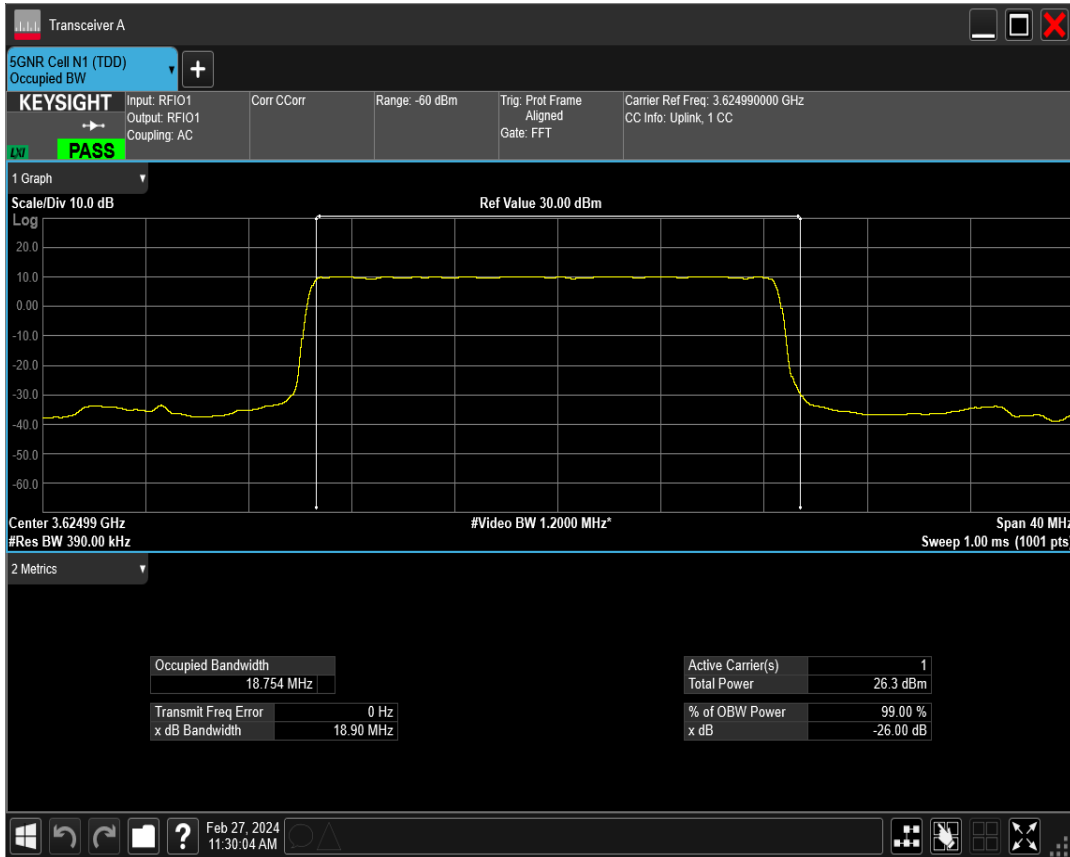 Transceiver A
5GNR Cell N1 (TDD)
Occupied BW
+
KEYSIGHT
LXI
PASS
Input: RFIO1
Output: RFIO1
Coupling: AC
Corr CCorr
Range: -60 dBm
Trig: Prot Frame
Aligned
Gate: FFT
Carrier Ref Freq: 3.624990000 GHz
CC Info: Uplink, 1 CC
1 Graph
Scale/Div 10.0 dB
Ref Value 30.00 dBm
Log
20.0
10.0
0.00
-10.0
-20.0
-30.0
-40.0
-50.0
-60.0
Center 3.62499 GHz
#Video BW 1.2000 MHz*
Span 40 MHz
#Res BW 390.00 kHz
Sweep 1.00 ms (1001 pts)
2 Metrics
Occupied Bandwidth
18.754 MHz
Transmit Freq Error 0 Hz
x dB Bandwidth 18.90 MHz
Active Carrier(s) 1
Total Power 26.3 dBm
% of OBW Power 99.00 %
x dB -26.00 dB
?
Feb 27, 2024
11:30:04 AM